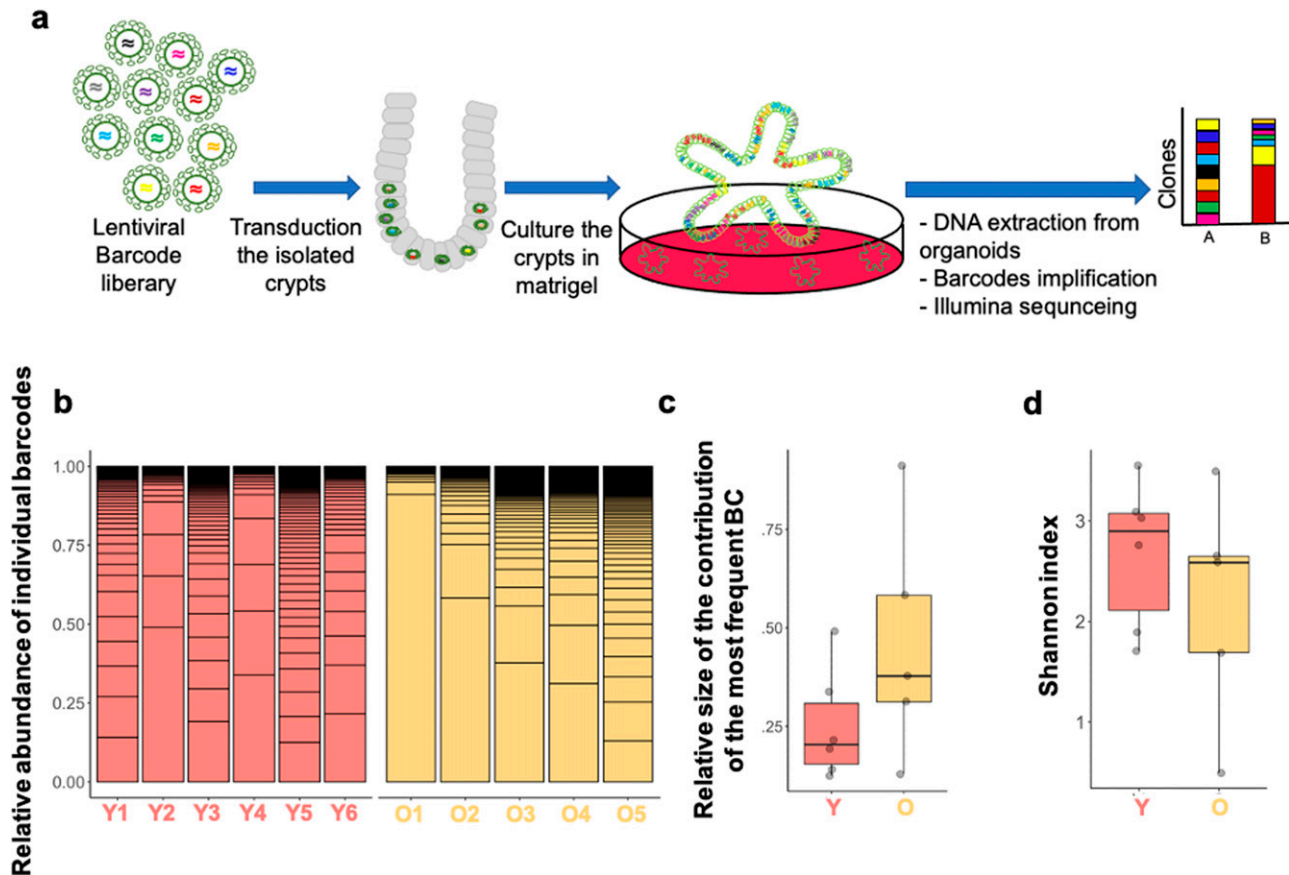 a
Lentiviral
Barcode
liberary
Transduction
the isolated
crypts
Culture the
crypts in
matrigel
- DNA extraction from
organoids
- Barcodes implification
- Illumina sequnceing
Clones
A B
b
Relative abundance of individual barcodes
1.00
0.75
0.50
0.25
0.00
Y1 Y2 Y3 Y4 Y5 Y6 O1 O2 O3 O4 O5
c
Relative size of the contribution
of the most frequent BC
.75
.50
.25
Y O
d
Shannon index
3
2
1
Y O